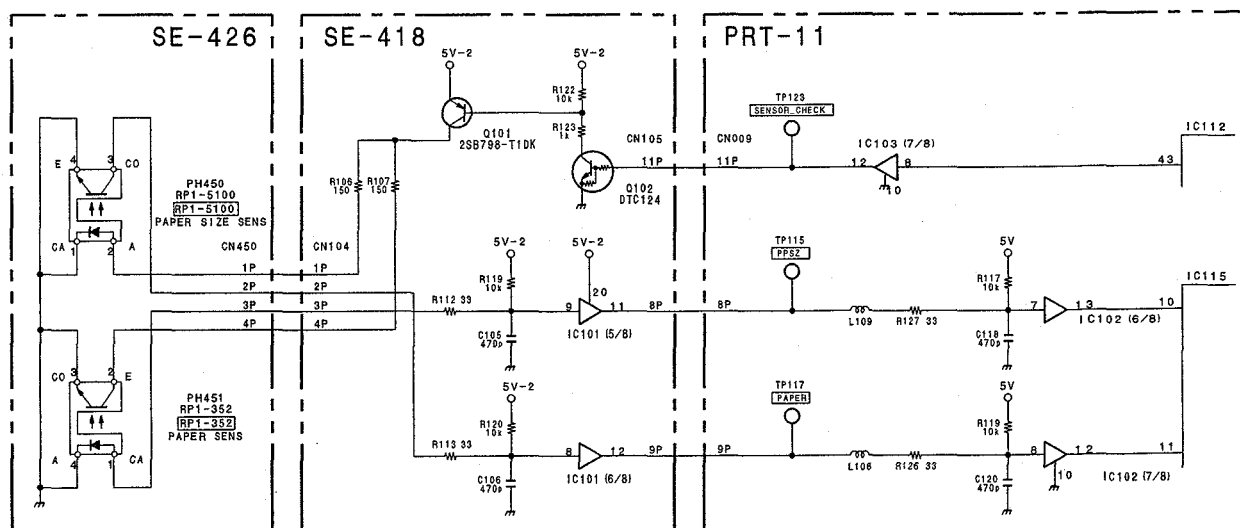 SE-426
SE-418
PRT-11
5V-2
5V-2
R122
10k
R123
1k
Q101
2SB798-T1DK
CN105
11P
Q102
DTC124
CN009
11P
TP123
SENSOR_CHECK
IC103 (7/8)
12
8
10
43
IC112
E
4
3
CO
PH450
RP1-5100
RP1-5100
PAPER SIZE SENS
CA
1
2
A
R106
150
R107
150
CN450
CN104
1P
1P
2P
2P
3P
3P
4P
4P
5V-2
R119
10k
5V-2
20
R112 33
9
11
8P
IC101 (5/8)
C105
470p
8P
TP115
PPSZ
L109
R127 33
5V
R117
10k
7
13
10
IC102 (6/8)
C118
470p
IC115
CO
3
2
E
PH451
RP1-352
RP1-352
PAPER SENS
A
4
1
CA
5V-2
R120
10k
R113 33
8
12
9P
IC101 (6/8)
C106
470p
9P
TP117
PAPER
L108
R126 33
5V
R119
10k
8
12
11
10
IC102 (7/8)
C120
470p